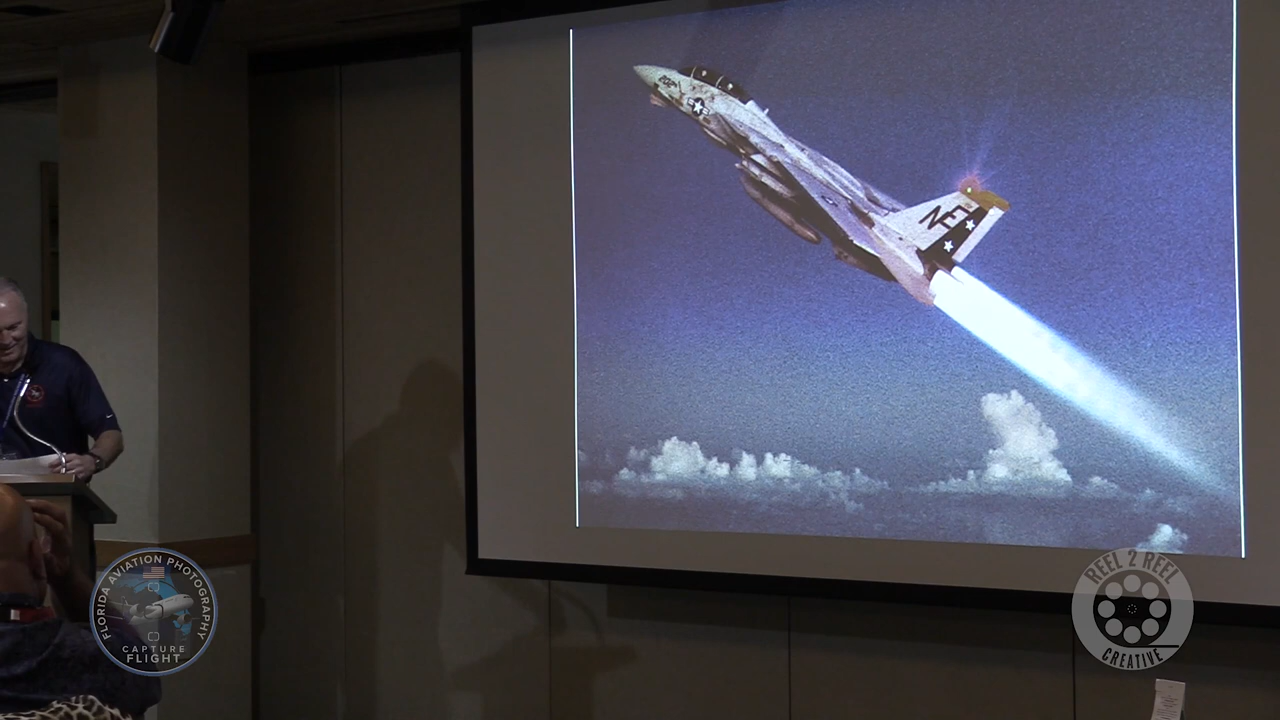 NE
FLORIDA AVIATION PHOTOGRAPHY
CAPTURE
FLIGHT
REEL 2 REEL
CREATIVE